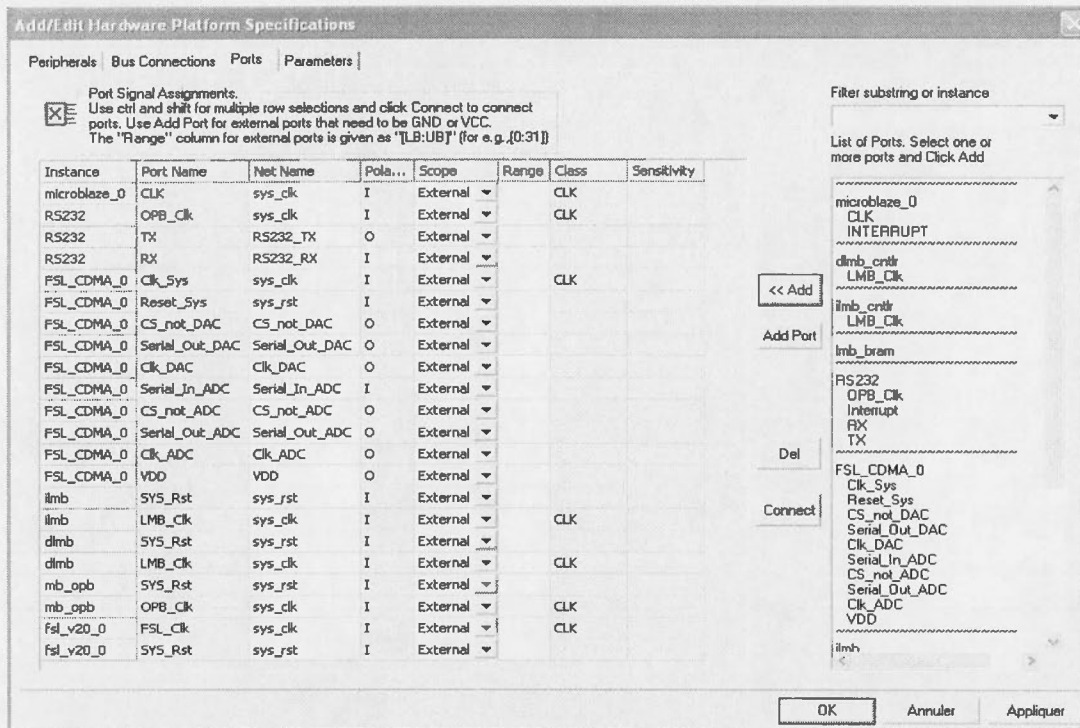 Add/Edit Hardware Platform Specifications
Peripherals Bus Connections Ports Parameters
Port Signal Assignments.
Use ctrl and shift for multiple row selections and click Connect to connect
ports. Use Add Port for external ports that need to be GND or VCC.
The "Range" column for external ports is given as "[LB:UB]" (for e.g.,[0:31])
Instance Port Name Net Name Pola... Scope Range Class Sensitivity
microblaze_0 CLK sys_clk I External CLK
RS232 OPB_Clk sys_clk I External CLK
RS232 TX RS232_TX O External
RS232 RX RS232_RX I External
FSL_CDMA_0 Clk_Sys sys_clk I External CLK
FSL_CDMA_0 Reset_Sys sys_rst I External
FSL_CDMA_0 CS_not_DAC CS_not_DAC O External
FSL_CDMA_0 Serial_Out_DAC Serial_Out_DAC O External
FSL_CDMA_0 Clk_DAC Clk_DAC O External
FSL_CDMA_0 Serial_In_ADC Serial_In_ADC I External
FSL_CDMA_0 CS_not_ADC CS_not_ADC O External
FSL_CDMA_0 Serial_Out_ADC Serial_Out_ADC O External
FSL_CDMA_0 Clk_ADC Clk_ADC O External
FSL_CDMA_0 VDD VDD O External
ilmb SYS_Rst sys_rst I External
ilmb LMB_Clk sys_clk I External CLK
dlmb SYS_Rst sys_rst I External
dlmb LMB_Clk sys_clk I External CLK
mb_opb SYS_Rst sys_rst I External
mb_opb OPB_Clk sys_clk I External CLK
fsl_v20_0 FSL_Clk sys_clk I External CLK
fsl_v20_0 SYS_Rst sys_rst I External
<< Add
Add Port
Del
Connect
Filter substring or instance
List of Ports. Select one or
more ports and Click Add
microblaze_0
CLK
INTERRUPT
dlmb_cntlr
LMB_Clk
ilmb_cntlr
LMB_Clk
lmb_bram
RS232
OPB_Clk
Interrupt
RX
TX
FSL_CDMA_0
Clk_Sys
Reset_Sys
CS_not_DAC
Serial_Out_DAC
Clk_DAC
Serial_In_ADC
CS_not_ADC
Serial_Out_ADC
Clk_ADC
VDD
ilmb
OK Annuler Appliquer